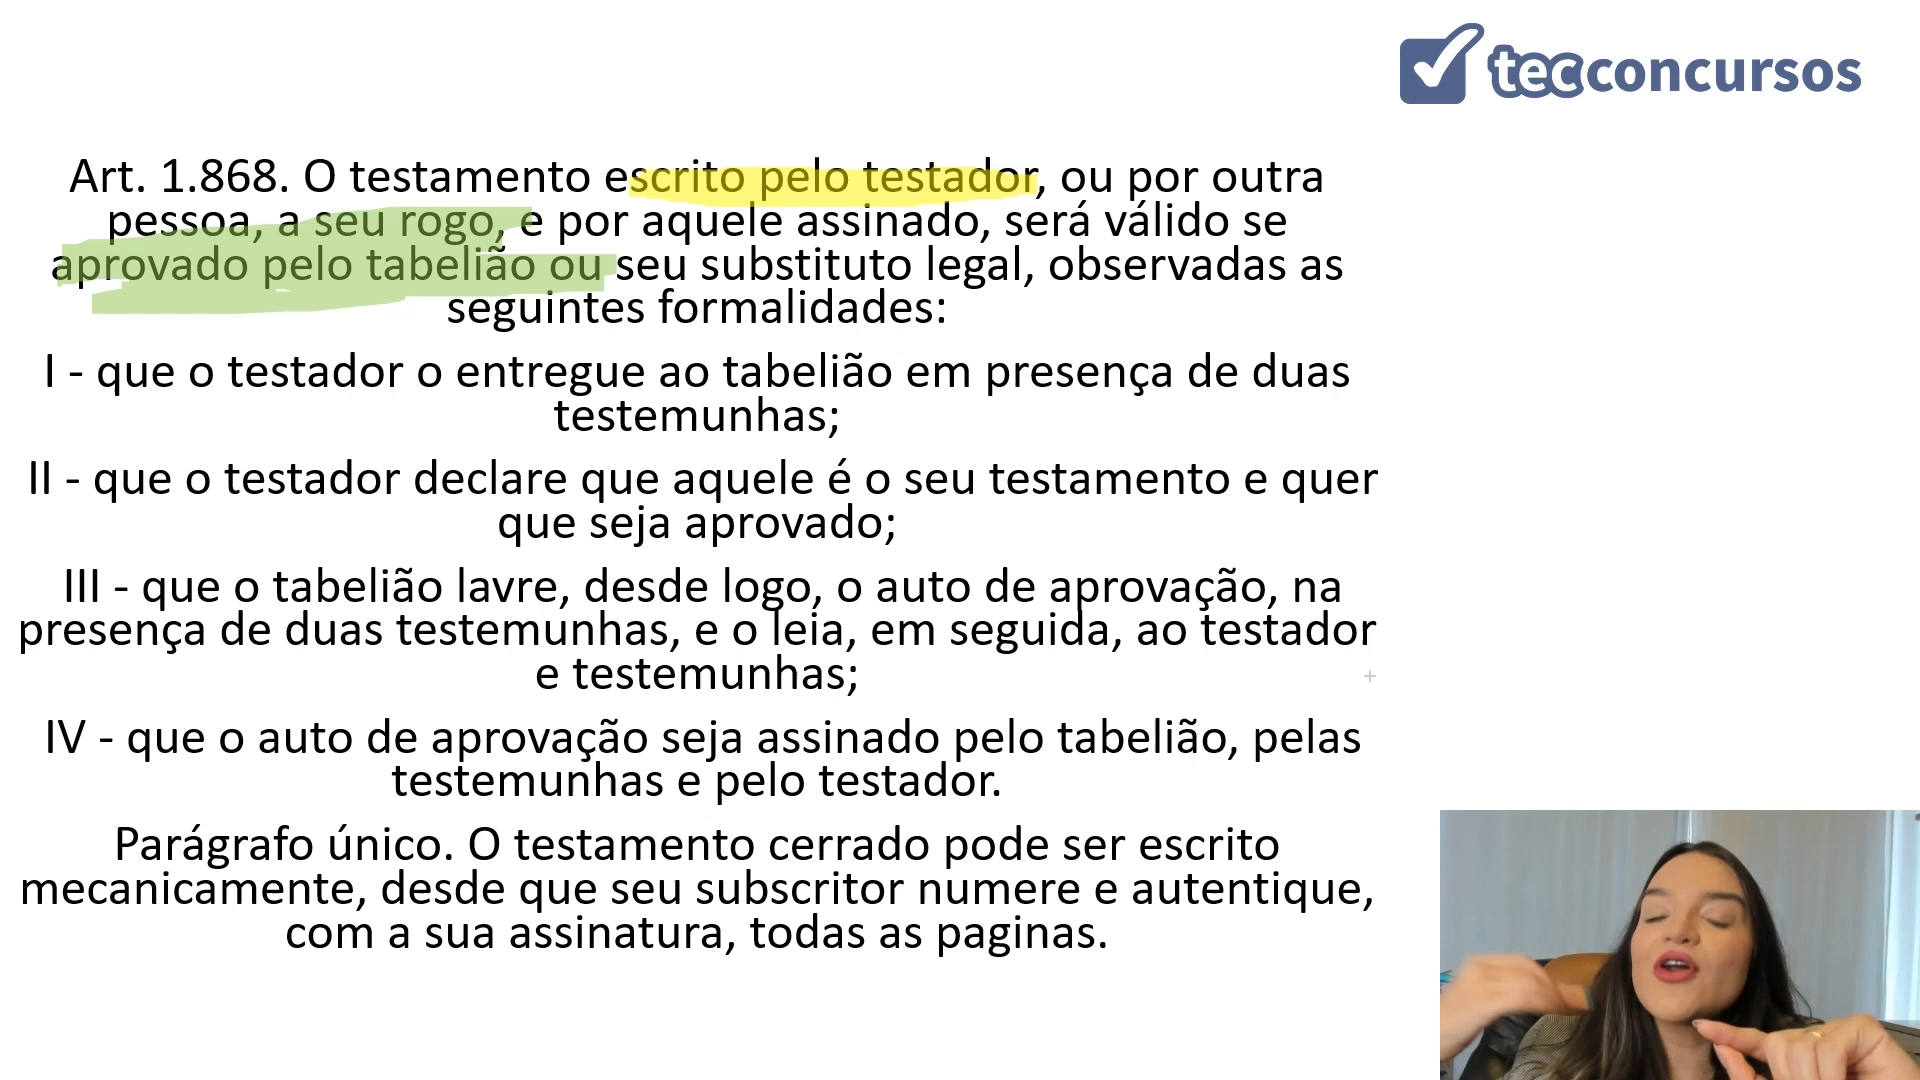 tecconcursos
Art. 1.868. O testamento escrito pelo testador, ou por outra
pessoa, a seu rogo, e por aquele assinado, será válido se
aprovado pelo tabelião ou seu substituto legal, observadas as
seguintes formalidades:
I - que o testador o entregue ao tabelião em presença de duas
testemunhas;
II - que o testador declare que aquele é o seu testamento e quer
que seja aprovado;
III - que o tabelião lavre, desde logo, o auto de aprovação, na
presença de duas testemunhas, e o leia, em seguida, ao testador
e testemunhas;
IV - que o auto de aprovação seja assinado pelo tabelião, pelas
testemunhas e pelo testador.
Parágrafo único. O testamento cerrado pode ser escrito
mecanicamente, desde que seu subscritor numere e autentique,
com a sua assinatura, todas as paginas.